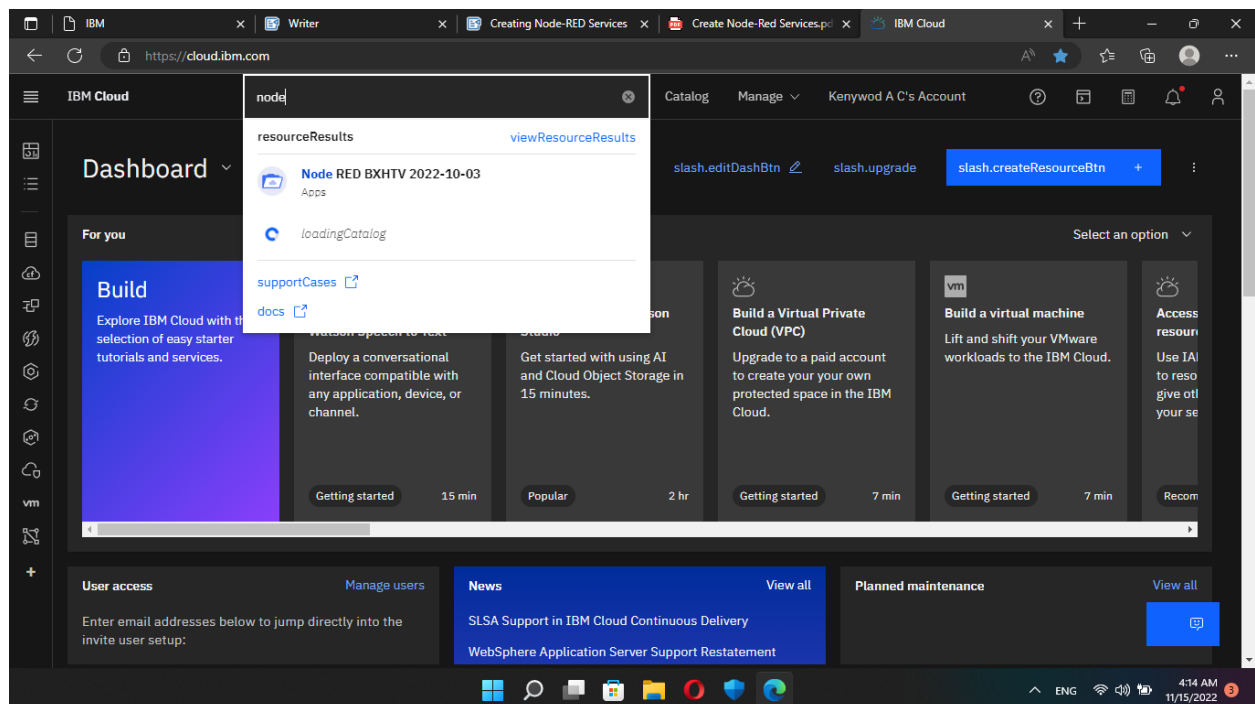 IBM
Writer
Creating Node-RED Services
Create Node-Red Services.pd
IBM Cloud
https://cloud.ibm.com
IBM Cloud
node
Catalog
Manage
Kenywod A C's Account
resourceResults
viewResourceResults
Node RED BXHTV 2022-10-03
Apps
loadingCatalog
supportCases
docs
Dashboard
slash.editDashBtn
slash.upgrade
slash.createResourceBtn +
For you
Select an option
Build
Explore IBM Cloud with th
selection of easy starter
tutorials and services.
Watson Speech to Text
Deploy a conversational
interface compatible with
any application, device, or
channel.
Getting started
15 min
son
Studio
Get started with using AI
and Cloud Object Storage in
15 minutes.
Popular
2 hr
Build a Virtual Private
Cloud (VPC)
Upgrade to a paid account
to create your your own
protected space in the IBM
Cloud.
Getting started
7 min
vm
Build a virtual machine
Lift and shift your VMware
workloads to the IBM Cloud.
Getting started
7 min
Access
resour
Use IA
to reso
give oth
your se
Recom
vm
User access
Manage users
Enter email addresses below to jump directly into the
invite user setup:
News
View all
SLSA Support in IBM Cloud Continuous Delivery
WebSphere Application Server Support Restatement
Planned maintenance
View all
ENG
4:14 AM
11/15/2022
3